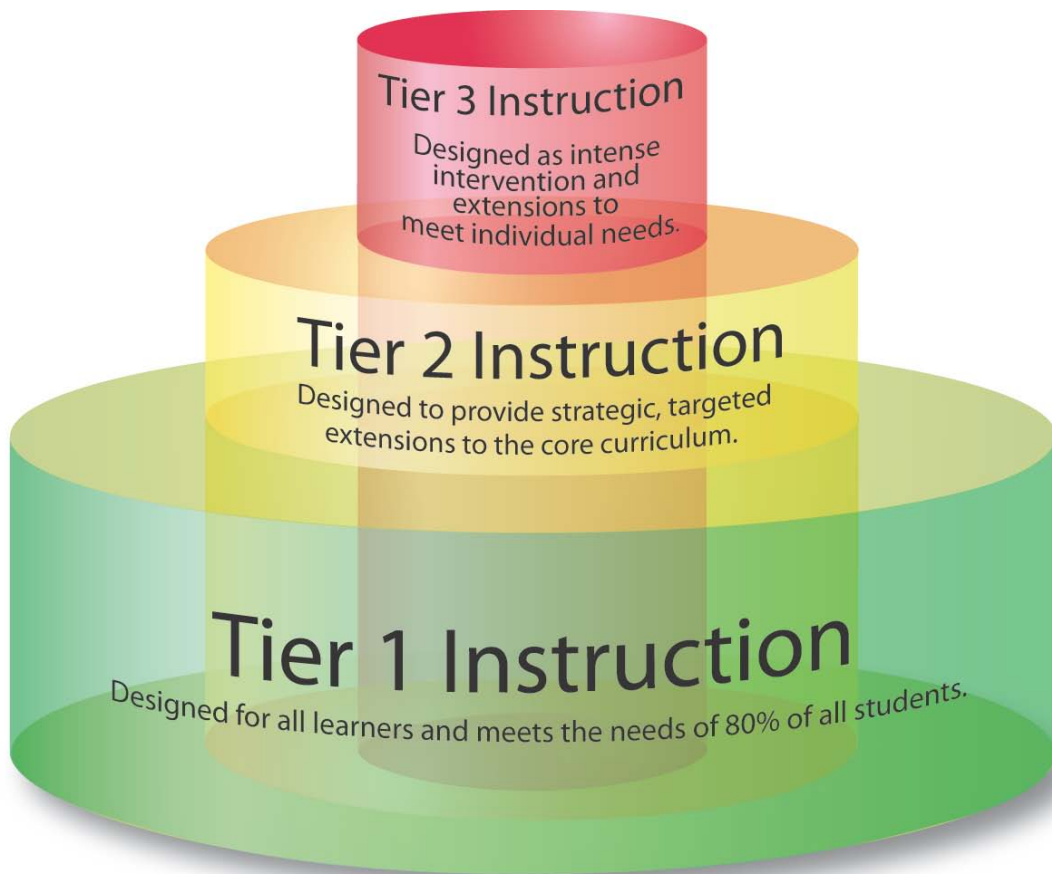 Tier 3 Instruction
Designed as intense
intervention and
extensions to
meet individual needs.
Tier 2 Instruction
Designed to provide strategic, targeted
extensions to the core curriculum.
Tier 1 Instruction
Designed for all learners and meets the needs of 80% of all students.